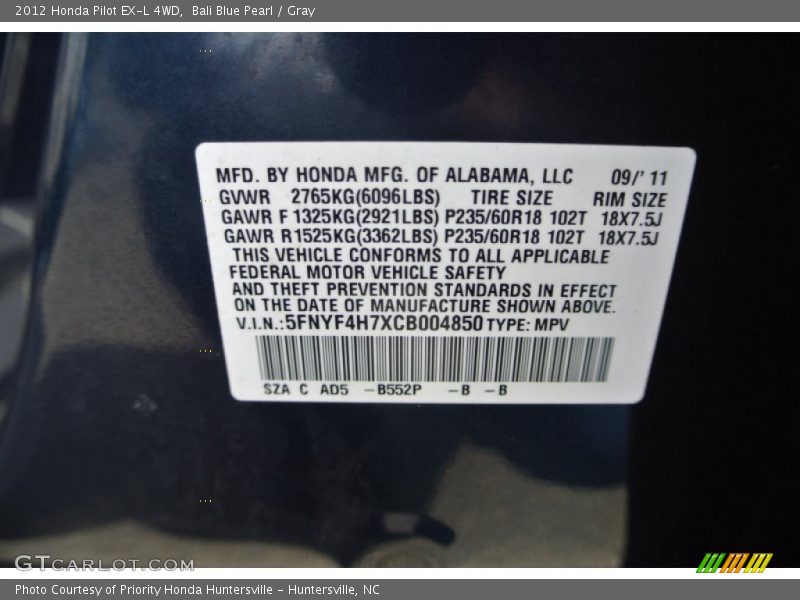 2012 Honda Pilot EX-L 4WD, Bali Blue Pearl / Gray
MFD. BY HONDA MFG. OF ALABAMA, LLC 09/'11
GVWR 2765KG(6096LBS) TIRE SIZE RIM SIZE
GAWR F 1325KG(2921LBS) P235/60R18 102T 18X7.5J
GAWR R1525KG(3362LBS) P235/60R18 102T 18X7.5J
THIS VEHICLE CONFORMS TO ALL APPLICABLE
FEDERAL MOTOR VEHICLE SAFETY
AND THEFT PREVENTION STANDARDS IN EFFECT
ON THE DATE OF MANUFACTURE SHOWN ABOVE.
V.I.N.:5FNYF4H7XCB004850 TYPE: MPV
SZA C AD5 -B552P -B -B
GTCARLOT.COM
Photo Courtesy of Priority Honda Huntersville - Huntersville, NC